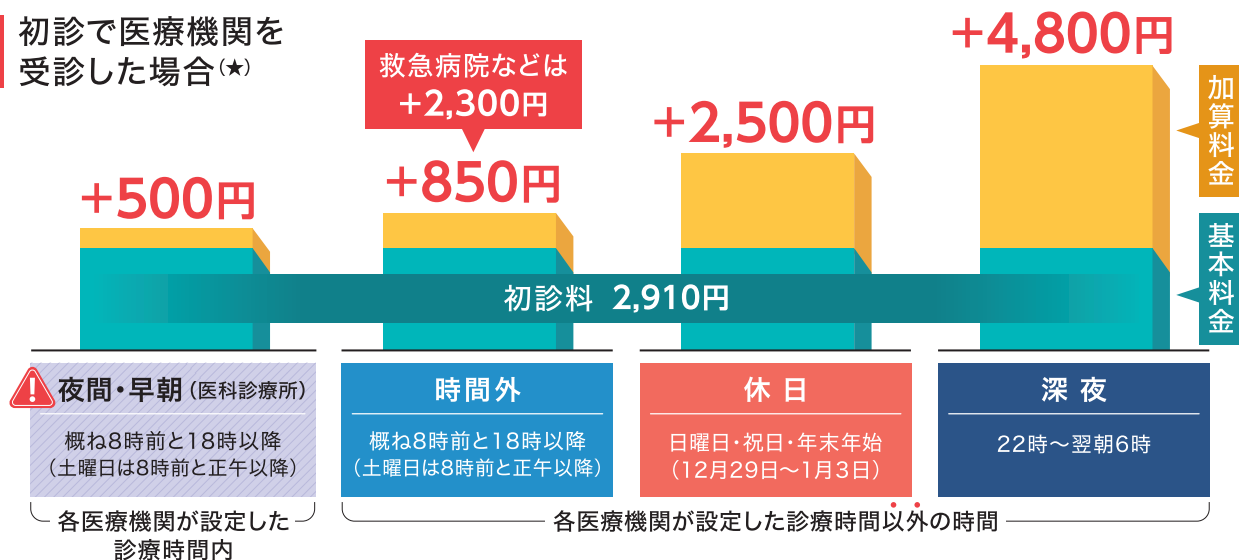 初診で医療機関を
受診した場合(★)
救急病院などは
+2,300円
+500円
+850円
+2,500円
+4,800円
加算料金
基本料金
初診料 2,910円
夜間・早朝(医科診療所)
概ね8時前と18時以降
(土曜日は8時前と正午以降)
時間外
概ね8時前と18時以降
(土曜日は8時前と正午以降)
休日
日曜日・祝日・年末年始
(12月29日~1月3日)
深夜
22時~翌朝6時
各医療機関が設定した
診療時間内
各医療機関が設定した診療時間以外の時間